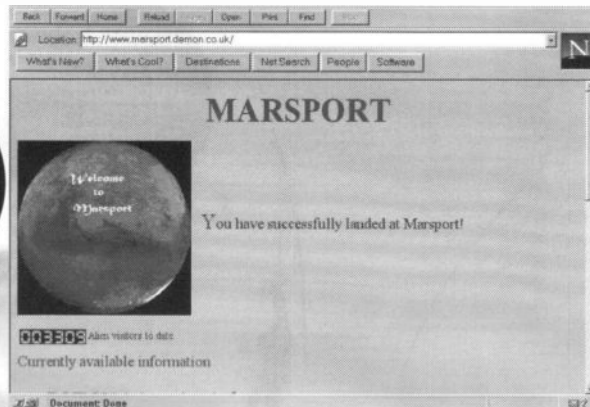 Back Forward Home Reload Open Print Find
Location: http://www.marsport.demon.co.uk/
N
What's New? What's Cool? Destinations Net Search People Software
MARSPORT
Welcome
to
Marsport
You have successfully landed at Marsport!
003309 Alien visitors to date
Currently available information
Document: Done